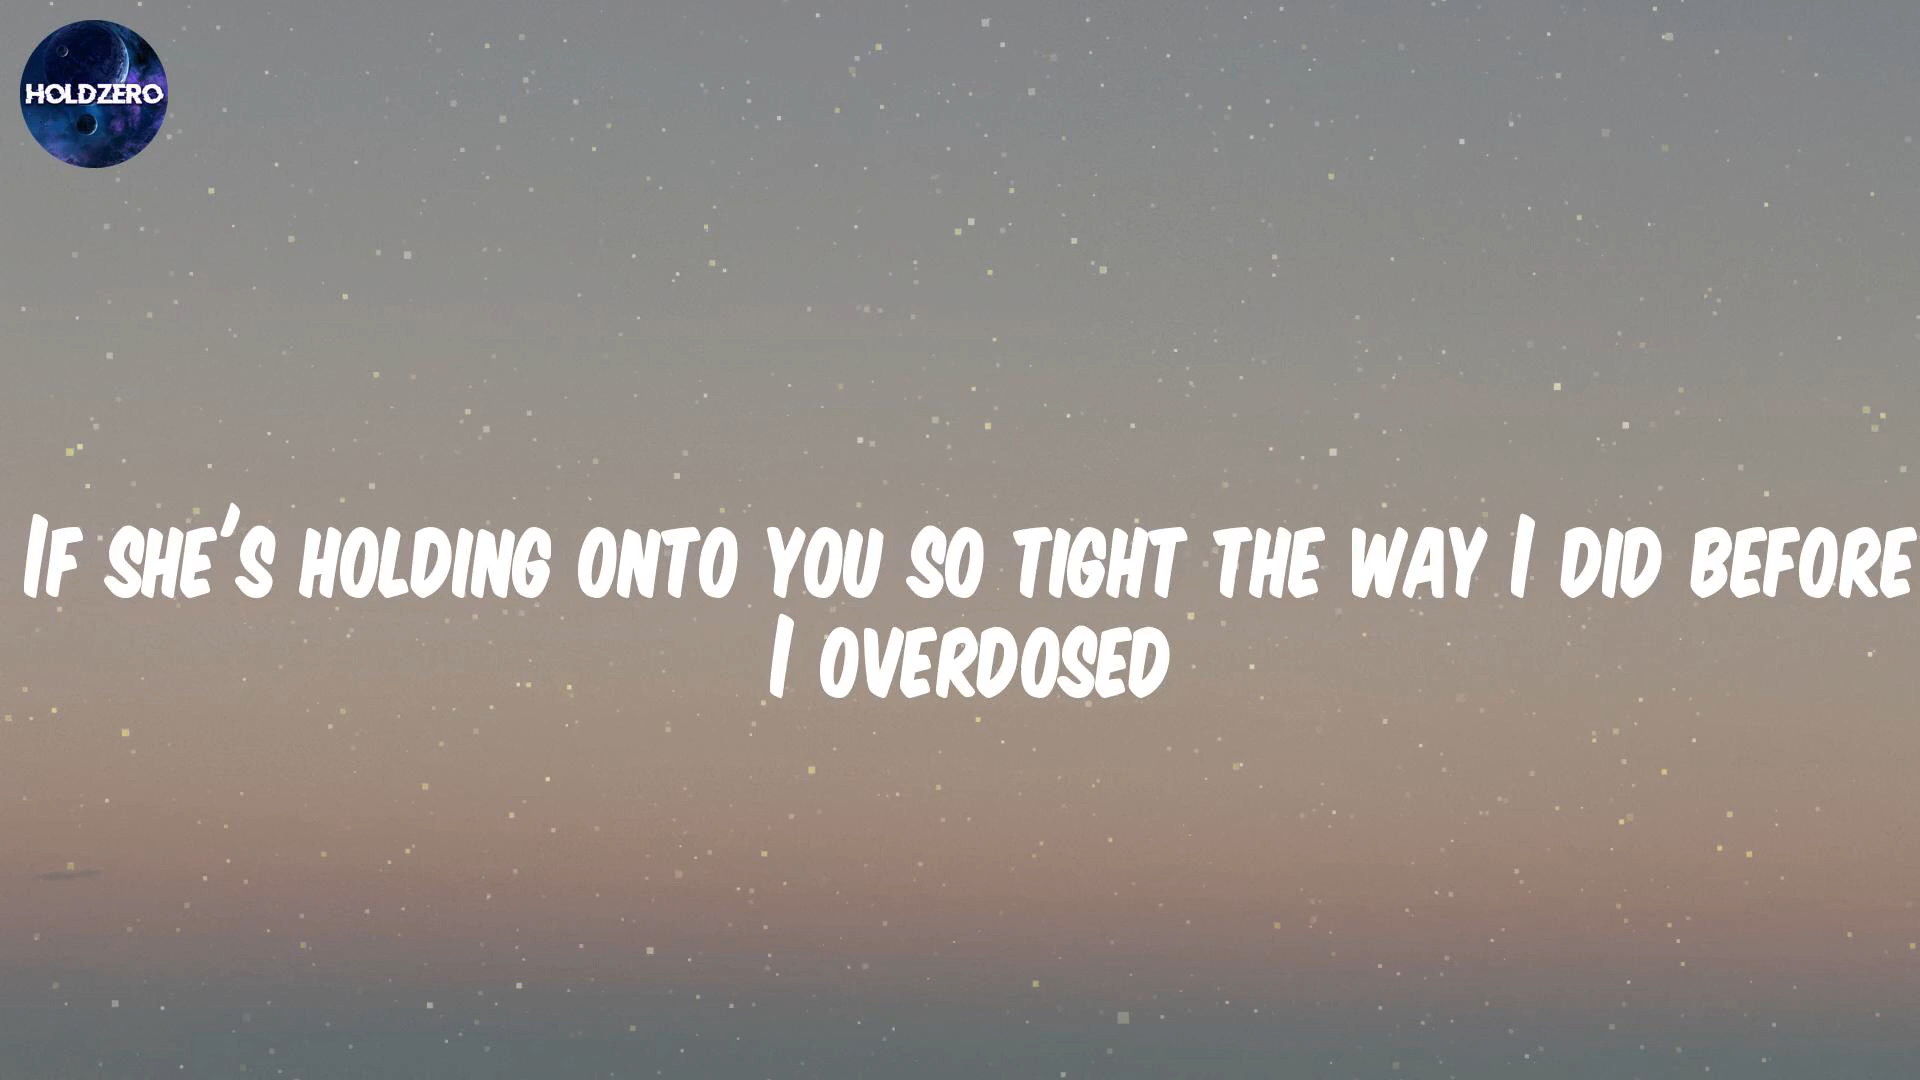 HOLDZERO
If she's holding onto you so tight the way I did before
I overdosed